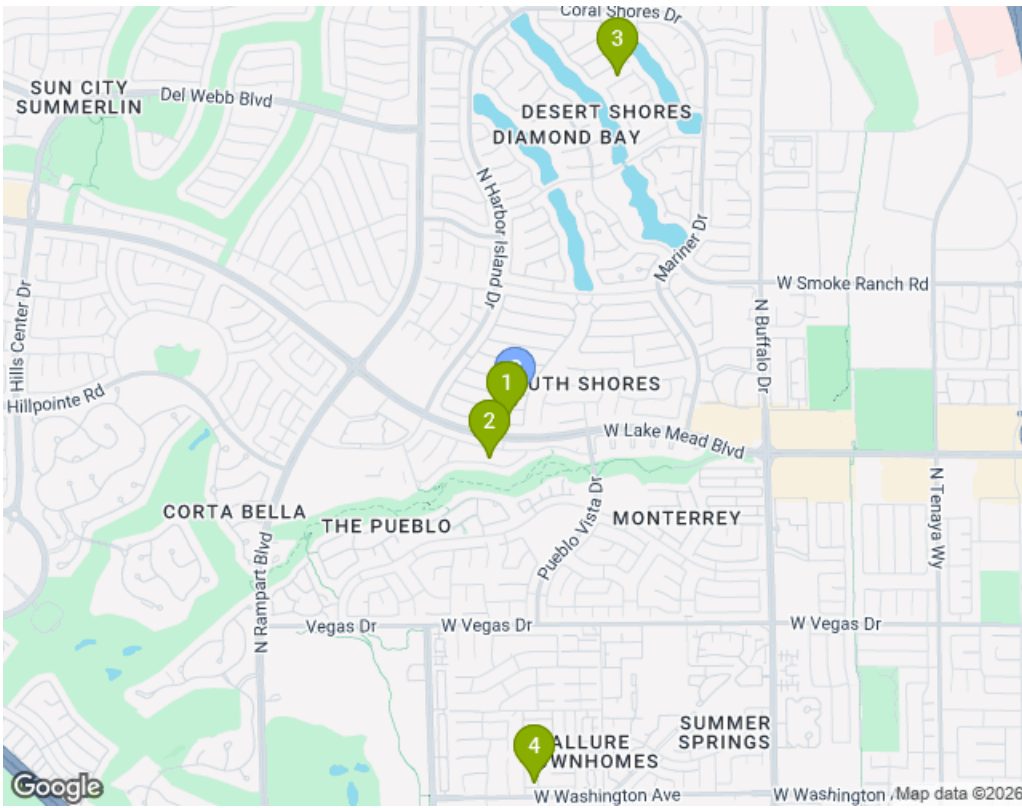 Coral Shores Dr
3
SUN CITY
SUMMERLIN
Del Webb Blvd
DESERT SHORES
DIAMOND BAY
N Harbor Island Dr
Mariner Dr
W Smoke Ranch Rd
Hills Center Dr
N Buffalo Dr
Hillpointe Rd
1
UTH SHORES
2
W Lake Mead Blvd
CORTA BELLA
THE PUEBLO
MONTERREY
Pueblo Vista Dr
N Tenaya Wy
N Rampart Blvd
Vegas Dr
W Vegas Dr
W Vegas Dr
SUMMER
SPRINGS
4
ALLURE
WNHOMES
W Washington Ave
W Washington
Google
Map data ©2026